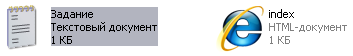 Задание
Текстовый документ
1 КБ
index
HTML-документ
1 КБ